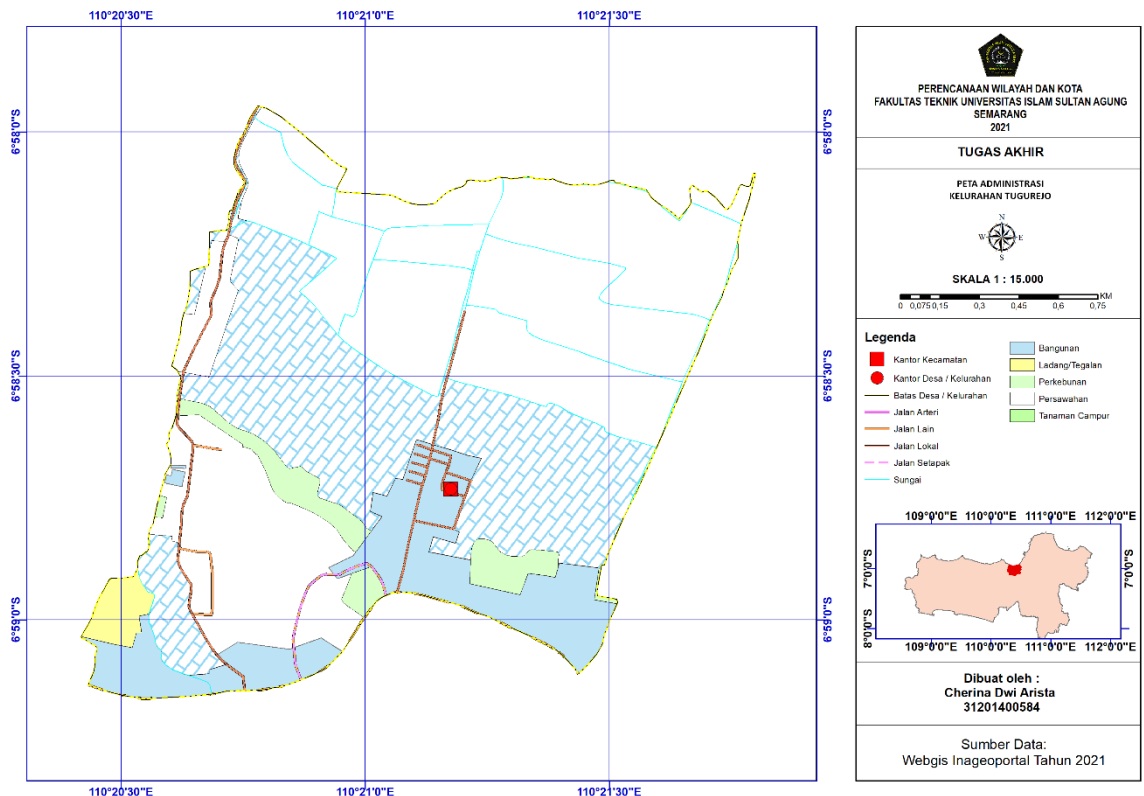 110°20'30"E 110°21'0"E 110°21'30"E
6°58'0"S 6°58'0"S
6°58'30"S 6°58'30"S
6°59'0"S 6°59'0"S
110°20'30"E 110°21'0"E 110°21'30"E
PERENCANAAN WILAYAH DAN KOTA
FAKULTAS TEKNIK UNIVERSITAS ISLAM SULTAN AGUNG
SEMARANG
2021
TUGAS AKHIR
PETA ADMINISTRASI
KELURAHAN TUGUREJO
N
W E
S
SKALA 1 : 15.000
KM
0 0,075 0,15 0,3 0,45 0,6 0,75
Legenda
Kantor Kecamatan
Kantor Desa / Kelurahan
Batas Desa / Kelurahan
Jalan Arteri
Jalan Lain
Jalan Lokal
Jalan Setapak
Sungai
Bangunan
Ladang/Tegalan
Perkebunan
Persawahan
Tanaman Campur
109°0'0"E 110°0'0"E 111°0'0"E 112°0'0"E
7°0'0"S 7°0'0"S
8°0'0"S
109°0'0"E 110°0'0"E 111°0'0"E 112°0'0"E
Dibuat oleh :
Cherina Dwi Arista
31201400584
Sumber Data:
Webgis Inageoportal Tahun 2021